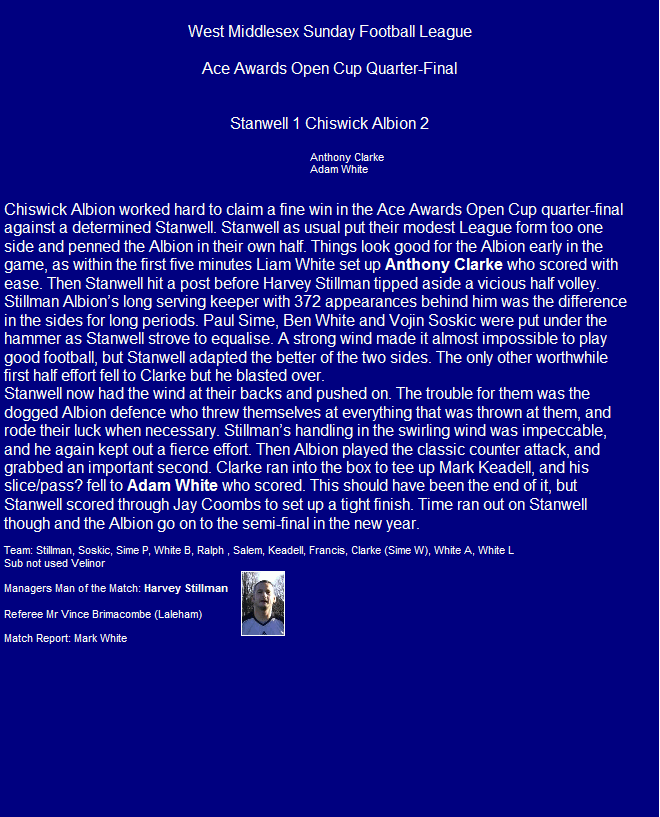 West Middlesex Sunday Football League
Ace Awards Open Cup Quarter-Final
Stanwell 1 Chiswick Albion 2
Anthony Clarke
Adam White
Chiswick Albion worked hard to claim a fine win in the Ace Awards Open Cup quarter-final
against a determined Stanwell. Stanwell as usual put their modest League form too one
side and penned the Albion in their own half. Things look good for the Albion early in the
game, as within the first five minutes Liam White set up Anthony Clarke who scored with
ease. Then Stanwell hit a post before Harvey Stillman tipped aside a vicious half volley.
Stillman Albion's long serving keeper with 372 appearances behind him was the difference
in the sides for long periods. Paul Sime, Ben White and Vojin Soskic were put under the
hammer as Stanwell strove to equalise. A strong wind made it almost impossible to play
good football, but Stanwell adapted the better of the two sides. The only other worthwhile
first half effort fell to Clarke but he blasted over.
Stanwell now had the wind at their backs and pushed on. The trouble for them was the
dogged Albion defence who threw themselves at everything that was thrown at them, and
rode their luck when necessary. Stillman's handling in the swirling wind was impeccable,
and he again kept out a fierce effort. Then Albion played the classic counter attack, and
grabbed an important second. Clarke ran into the box to tee up Mark Keadell, and his
slice/pass? fell to Adam White who scored. This should have been the end of it, but
Stanwell scored through Jay Coombs to set up a tight finish. Time ran out on Stanwell
though and the Albion go on to the semi-final in the new year.
Team: Stillman, Soskic, Sime P, White B, Ralph , Salem, Keadell, Francis, Clarke (Sime W), White A, White L
Sub not used Velinor
Managers Man of the Match: Harvey Stillman
Referee Mr Vince Brimacombe (Laleham)
Match Report: Mark White